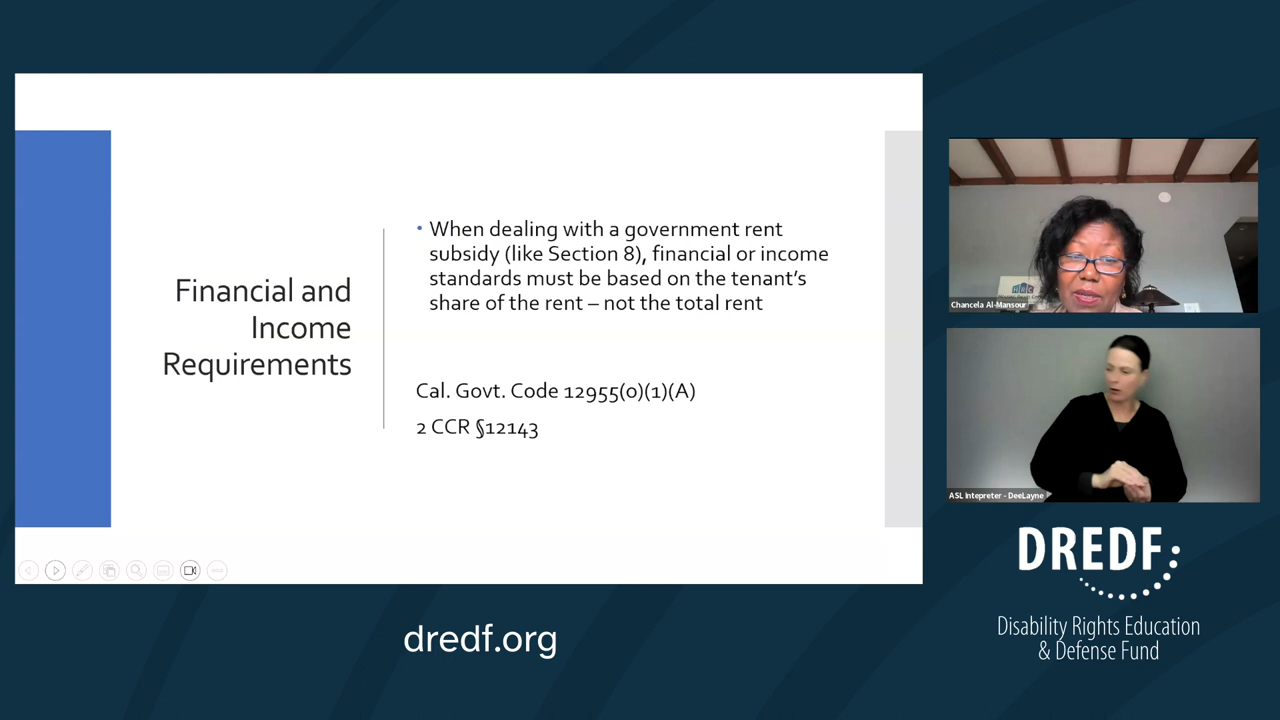 Financial and
Income
Requirements
• When dealing with a government rent
subsidy (like Section 8), financial or income
standards must be based on the tenant's
share of the rent – not the total rent
Cal. Govt. Code 12955(o)(1)(A)
2 CCR §12143
Chancela Al-Mansour
ASL Intepreter - DeeLayne
DREDF
Disability Rights Education
& Defense Fund
dredf.org